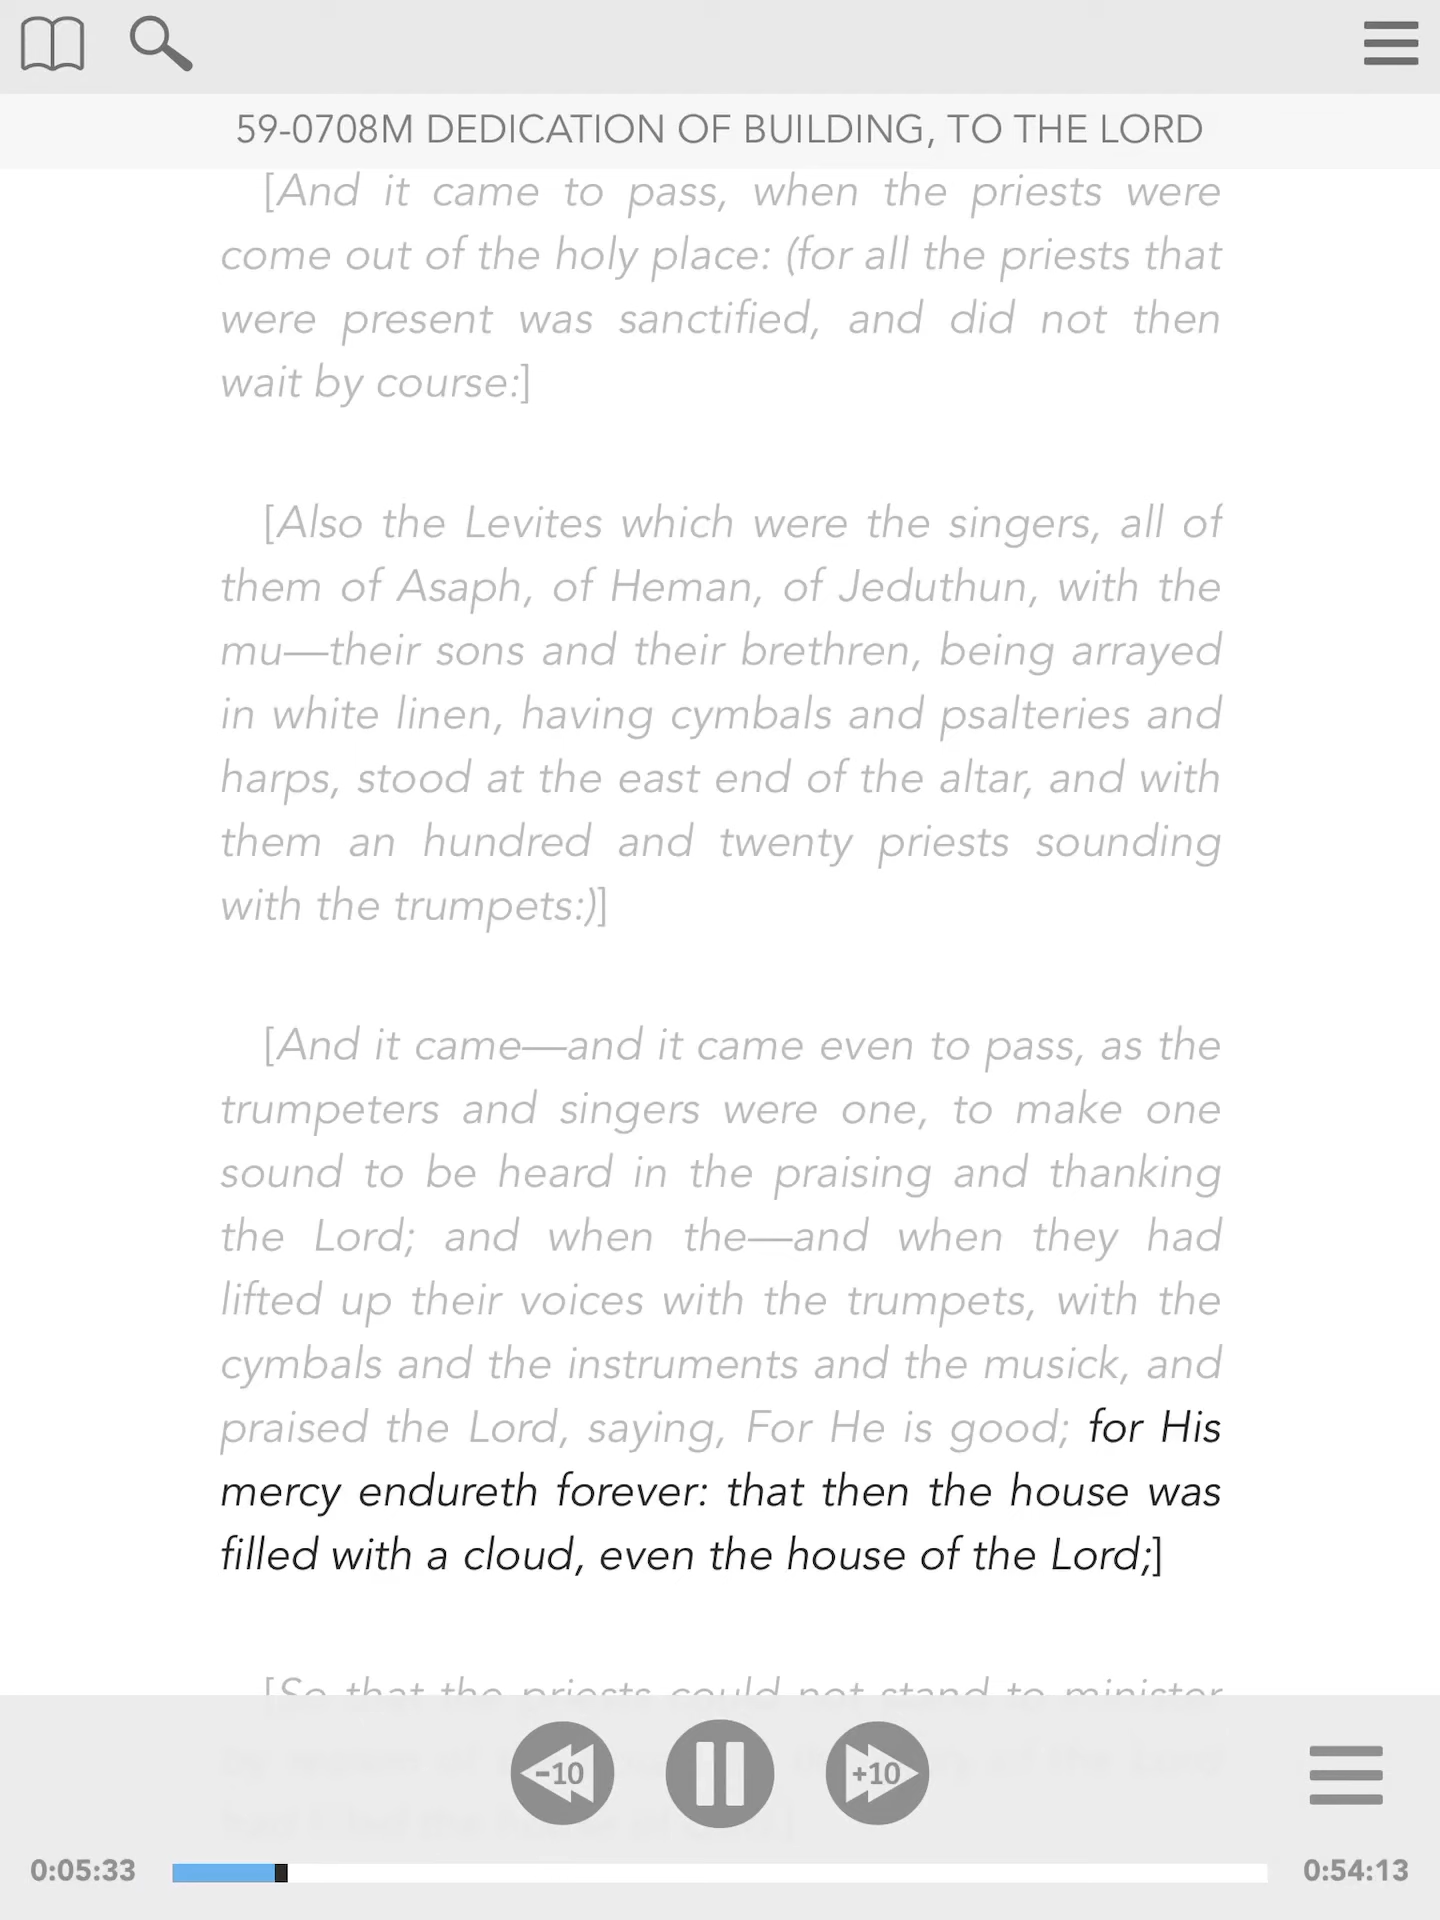 59-0708M DEDICATION OF BUILDING, TO THE LORD
[And it came to pass, when the priests were
come out of the holy place: (for all the priests that
were present was sanctified, and did not then
wait by course:]
[Also the Levites which were the singers, all of
them of Asaph, of Heman, of Jeduthun, with the
mu—their sons and their brethren, being arrayed
in white linen, having cymbals and psalteries and
harps, stood at the east end of the altar, and with
them an hundred and twenty priests sounding
with the trumpets:)]
[And it came—and it came even to pass, as the
trumpeters and singers were one, to make one
sound to be heard in the praising and thanking
the Lord; and when the—and when they had
lifted up their voices with the trumpets, with the
cymbals and the instruments and the musick, and
praised the Lord, saying, For He is good; for His
mercy endureth forever: that then the house was
filled with a cloud, even the house of the Lord;]
[So that the priests could not stand to minister
-10
+10
0:05:33
0:54:13